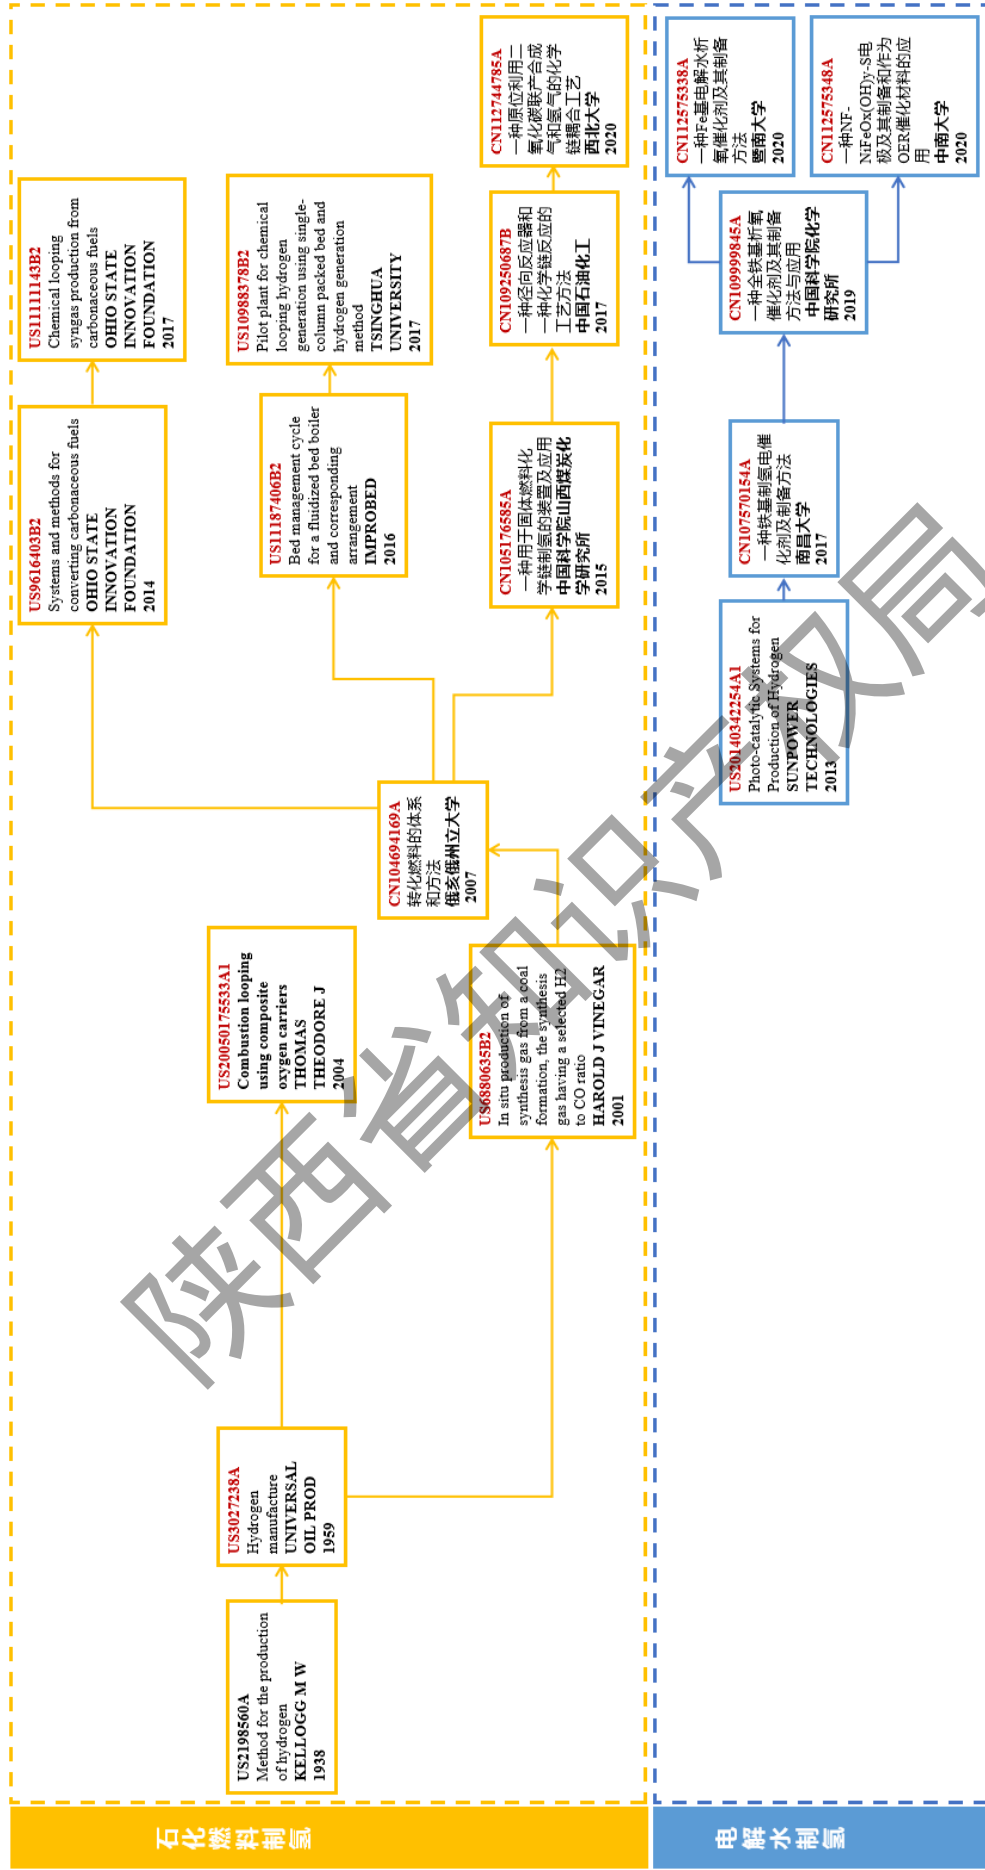 石化燃料制氢
US2198560A
Method for the production
of hydrogen
KELLOGG M W
1938
US3027238A
Hydrogen
manufacture
UNIVERSAL
OIL PROD
1959
US20050175533A1
Combustion looping
using composite
oxygen carriers
THOMAS
THEODORE J
2004
US6880635B2
In situ production of
synthesis gas from a coal
formation, the synthesis
gas having a selected H2
to CO ratio
HAROLD J VINEGAR
2001
CN104694169A
转化燃料的体系
和方法
俄亥俄州立大学
2007
US9616403B2
Systems and methods for
converting carbonaceous fuels
OHIO STATE
INNOVATION
FOUNDATION
2014
US11111143B2
Chemical looping
syngas production from
carbonaceous fuels
OHIO STATE
INNOVATION
FOUNDATION
2017
US11187406B2
Bed management cycle
for a fluidized bed boiler
and corresponding
arrangement
IMPROBED
2016
US10988378B2
Pilot plant for chemical
looping hydrogen
generation using single-
column packed bed and
hydrogen generation
method
TSINGHUA
UNIVERSITY
2017
CN105176585A
一种用于固体燃料化
学链制氢的装置及应用
中国科学院山西煤炭化
学研究所
2015
CN109250687B
一种径向反应器和
一种化学链反应的
工艺方法
中国石油化工
2017
CN112744785A
一种原位利用二
氧化碳联产合成
气和氢气的化学
链耦合工艺
西北大学
2020
电解水制氢
US20140342254A1
Photo-catalytic Systems for
Production of Hydrogen
SUNPOWER
TECHNOLOGIES
2013
CN107570154A
一种铁基制氢电催
化剂及制备方法
南昌大学
2017
CN109999845A
一种全铁基析氧
催化剂及其制备
方法与应用
中国科学院化学
研究所
2019
CN112575338A
一种Fe基电解水析
氧催化剂及其制备
方法
暨南大学
2020
CN112575348A
一种NF-
NiFeOx(OH)y-S电
极及其制备和作为
OER催化材料的应
用
中南大学
2020
陕西省知识产权局